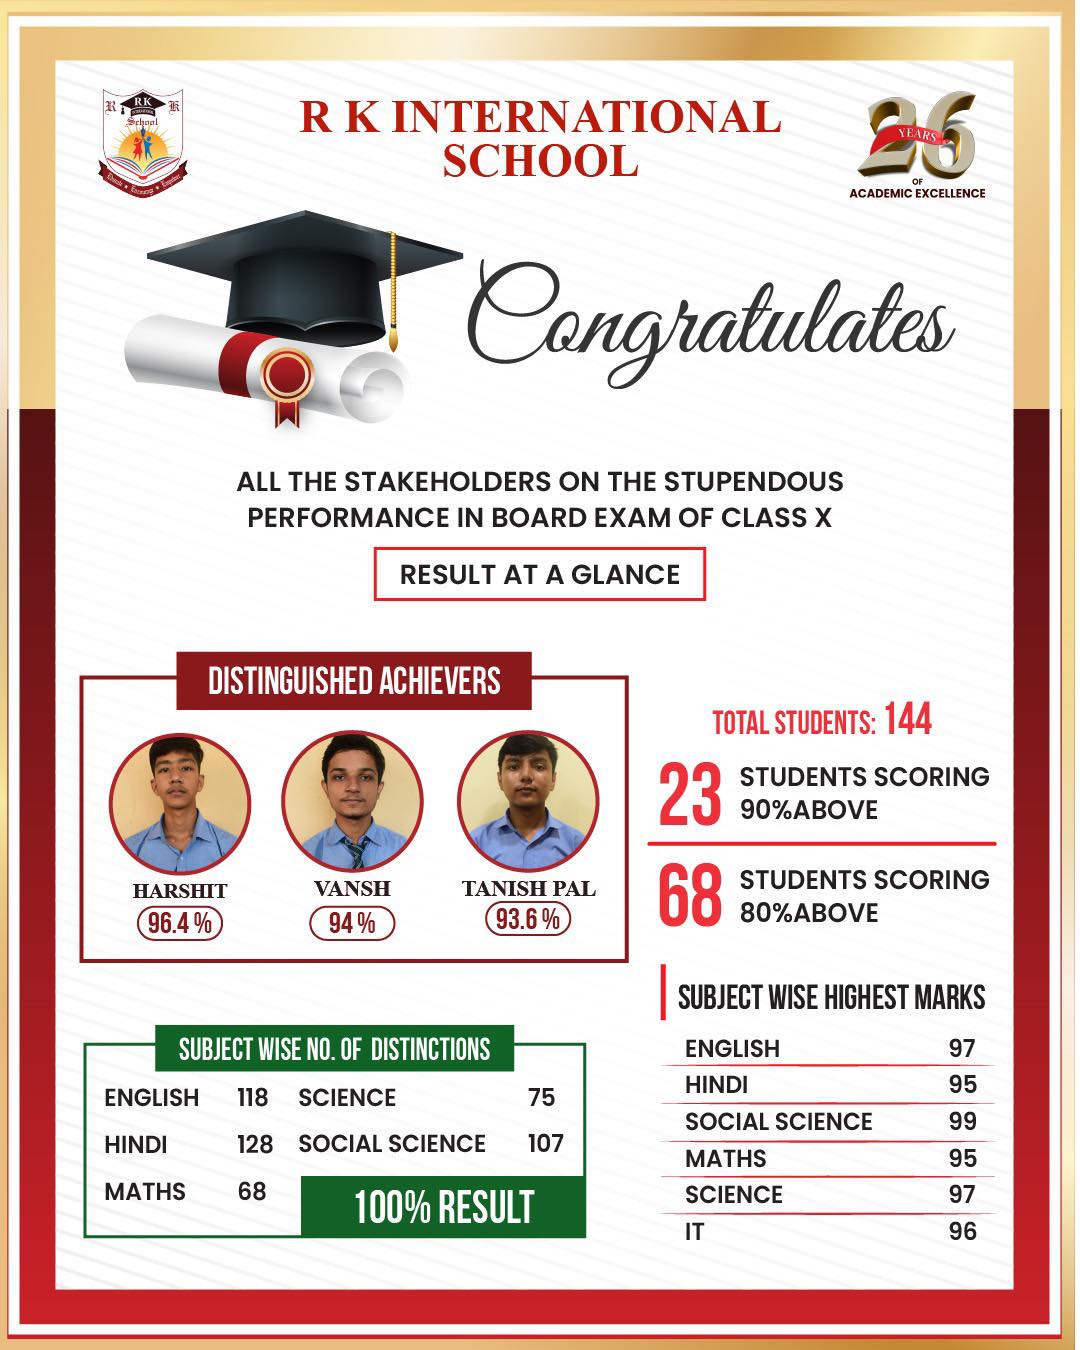 R RK K
School
R K INTERNATIONAL
SCHOOL
26
YEARS
OF
ACADEMIC EXCELLENCE
Congratulates
ALL THE STAKEHOLDERS ON THE STUPENDOUS
PERFORMANCE IN BOARD EXAM OF CLASS X
RESULT AT A GLANCE
DISTINGUISHED ACHIEVERS
HARSHIT
96.4 %
VANSH
94 %
TANISH PAL
93.6 %
TOTAL STUDENTS: 144
23 STUDENTS SCORING
90%ABOVE
68 STUDENTS SCORING
80%ABOVE
SUBJECT WISE HIGHEST MARKS
ENGLISH 97
HINDI 95
SOCIAL SCIENCE 99
MATHS 95
SCIENCE 97
IT 96
SUBJECT WISE NO. OF DISTINCTIONS
ENGLISH 118 SCIENCE 75
HINDI 128 SOCIAL SCIENCE 107
MATHS 68
100% RESULT